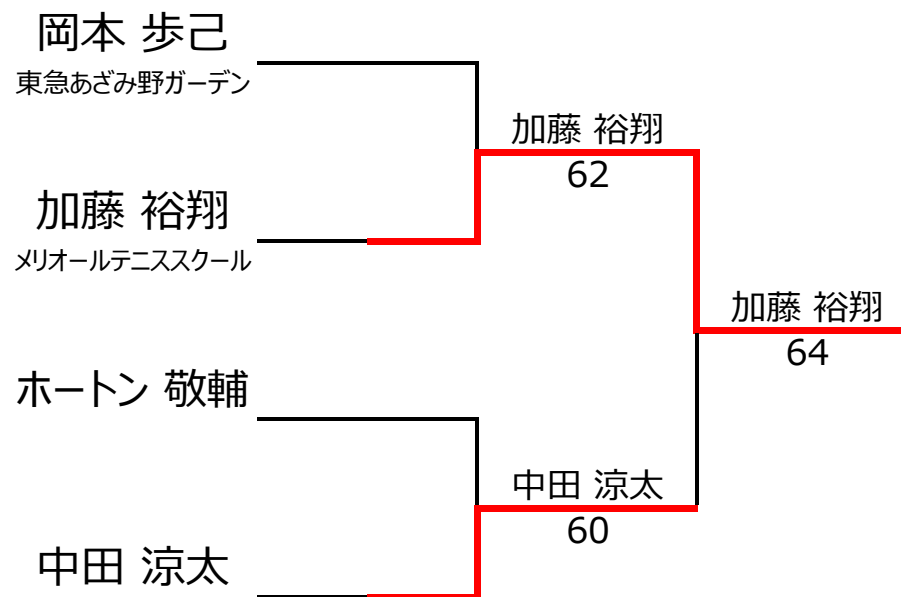 岡本 歩己
東急あざみ野ガーデン
加藤 裕翔
62
加藤 裕翔
メリオールテニススクール
加藤 裕翔
64
ホートン 敬輔
中田 涼太
60
中田 涼太